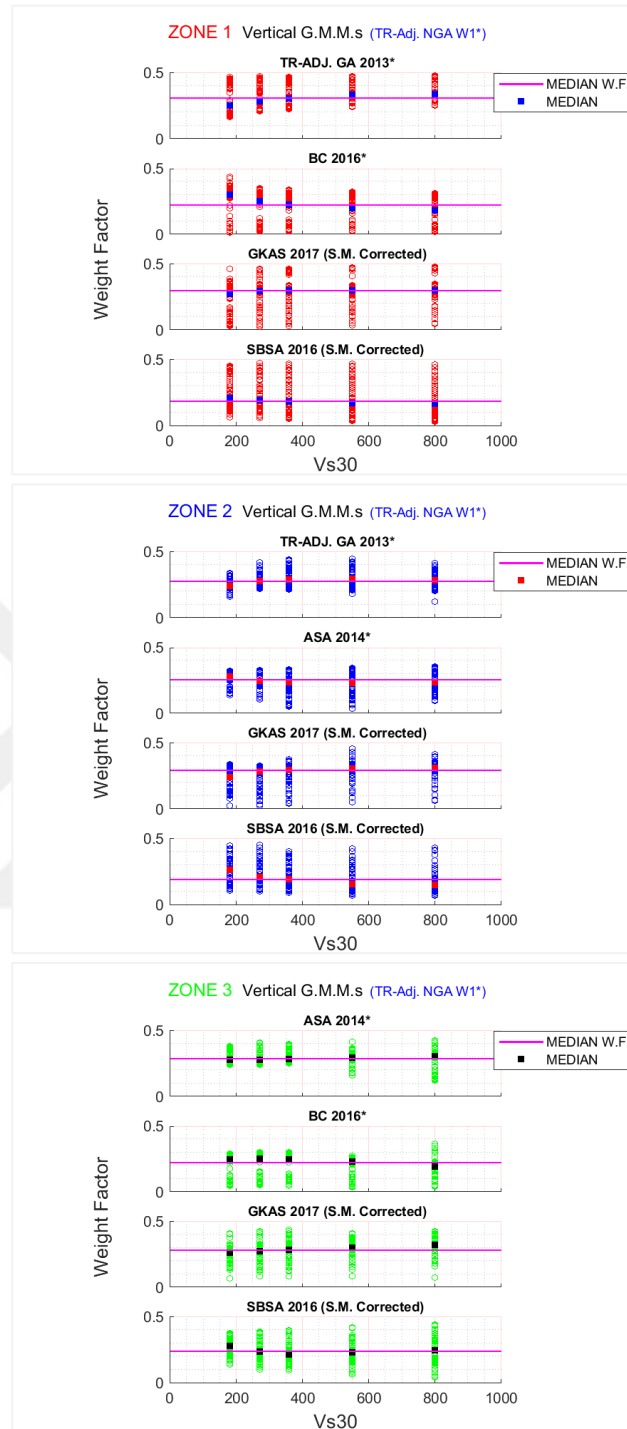 ZONE 1 Vertical G.M.M.s (TR-Adj. NGA W1*)
TR-ADJ. GA 2013*
0.5
0
MEDIAN W.F
MEDIAN
BC 2016*
0.5
0
GKAS 2017 (S.M. Corrected)
0.5
0
SBSA 2016 (S.M. Corrected)
0.5
0
Weight Factor
0 200 400 600 800 1000
Vs30
ZONE 2 Vertical G.M.M.s (TR-Adj. NGA W1*)
TR-ADJ. GA 2013*
0.5
0
MEDIAN W.F
MEDIAN
ASA 2014*
0.5
0
GKAS 2017 (S.M. Corrected)
0.5
0
SBSA 2016 (S.M. Corrected)
0.5
0
Weight Factor
0 200 400 600 800 1000
Vs30
ZONE 3 Vertical G.M.M.s (TR-Adj. NGA W1*)
ASA 2014*
0.5
0
MEDIAN W.F
MEDIAN
BC 2016*
0.5
0
GKAS 2017 (S.M. Corrected)
0.5
0
SBSA 2016 (S.M. Corrected)
0.5
0
Weight Factor
0 200 400 600 800 1000
Vs30